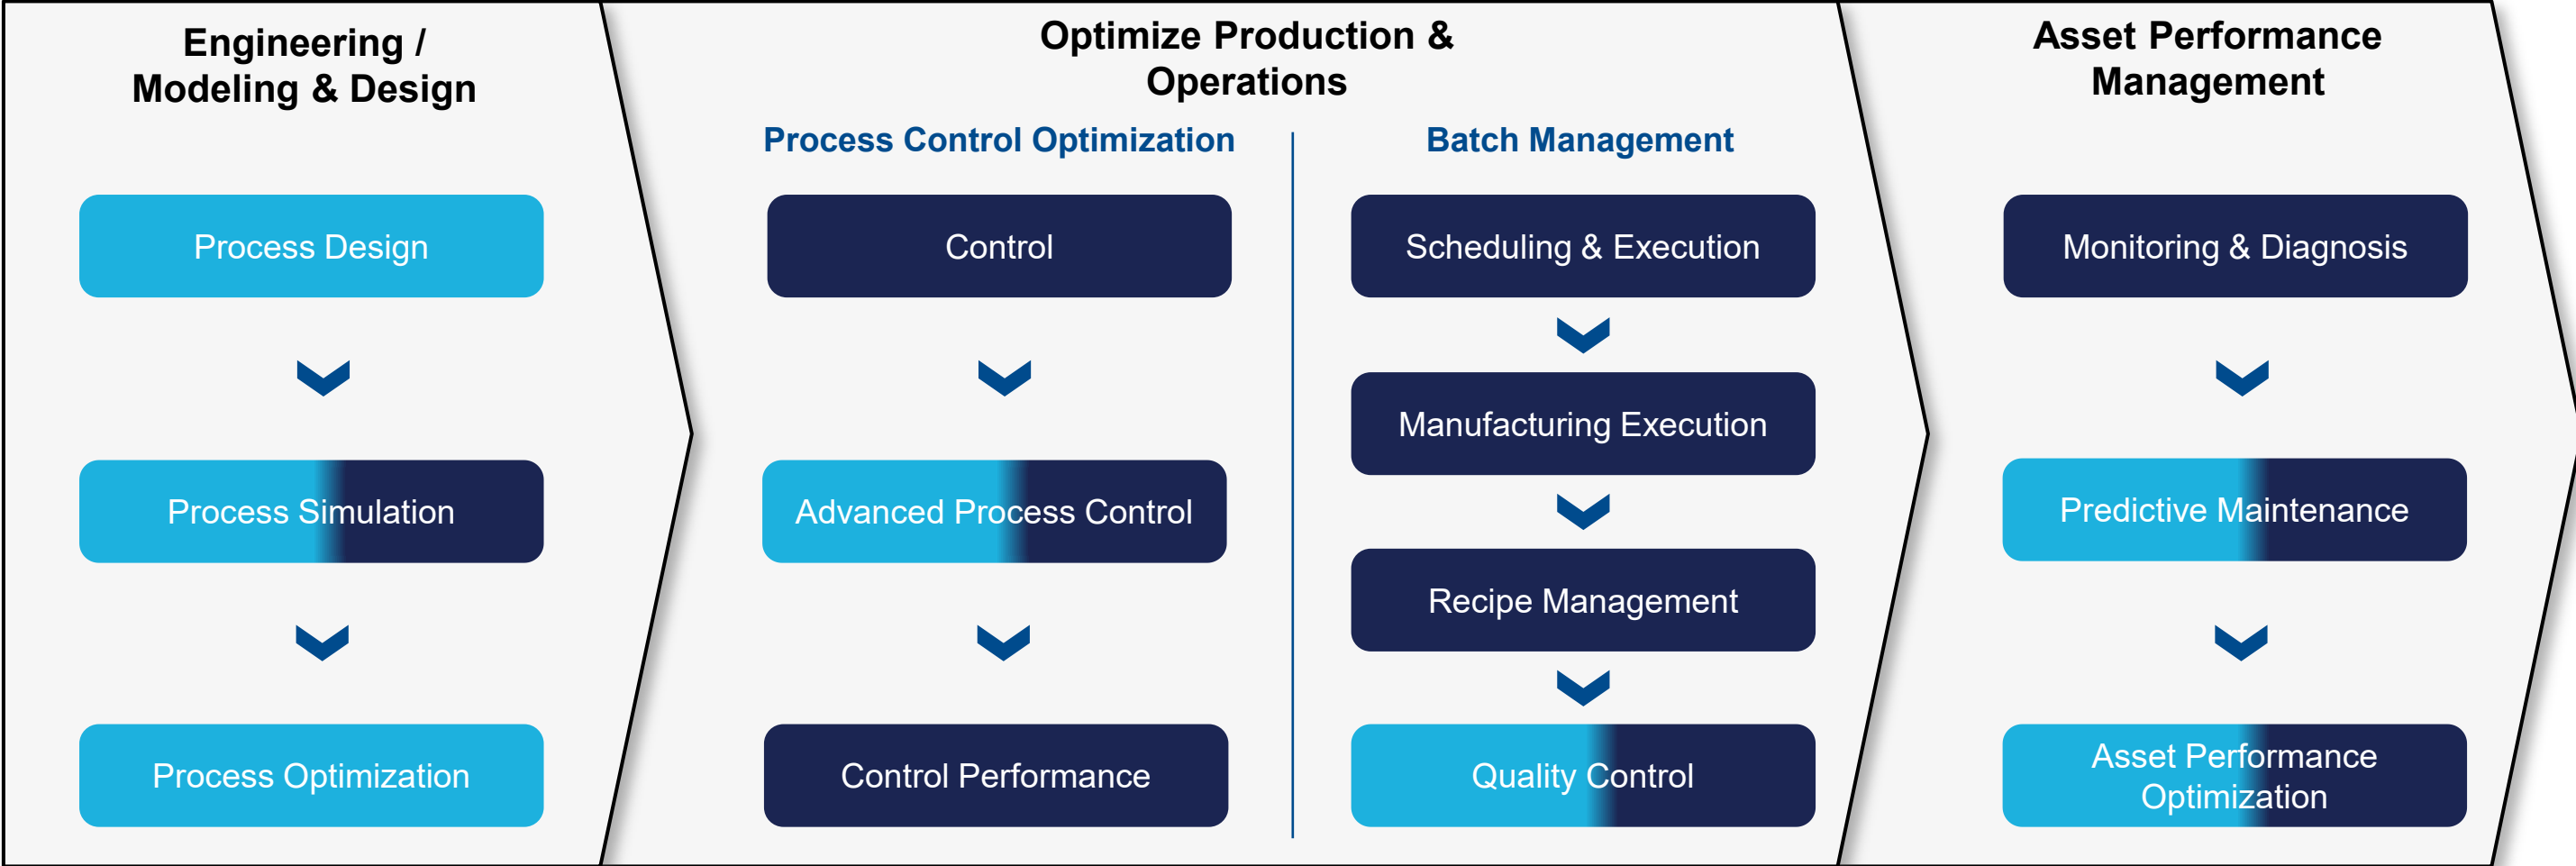 Engineering /
Modeling & Design
Process Design
Process Simulation
Process Optimization
Optimize Production &
Operations
Process Control Optimization
Control
Advanced Process Control
Control Performance
Batch Management
Scheduling & Execution
Manufacturing Execution
Recipe Management
Quality Control
Asset Performance
Management
Monitoring & Diagnosis
Predictive Maintenance
Asset Performance
Optimization